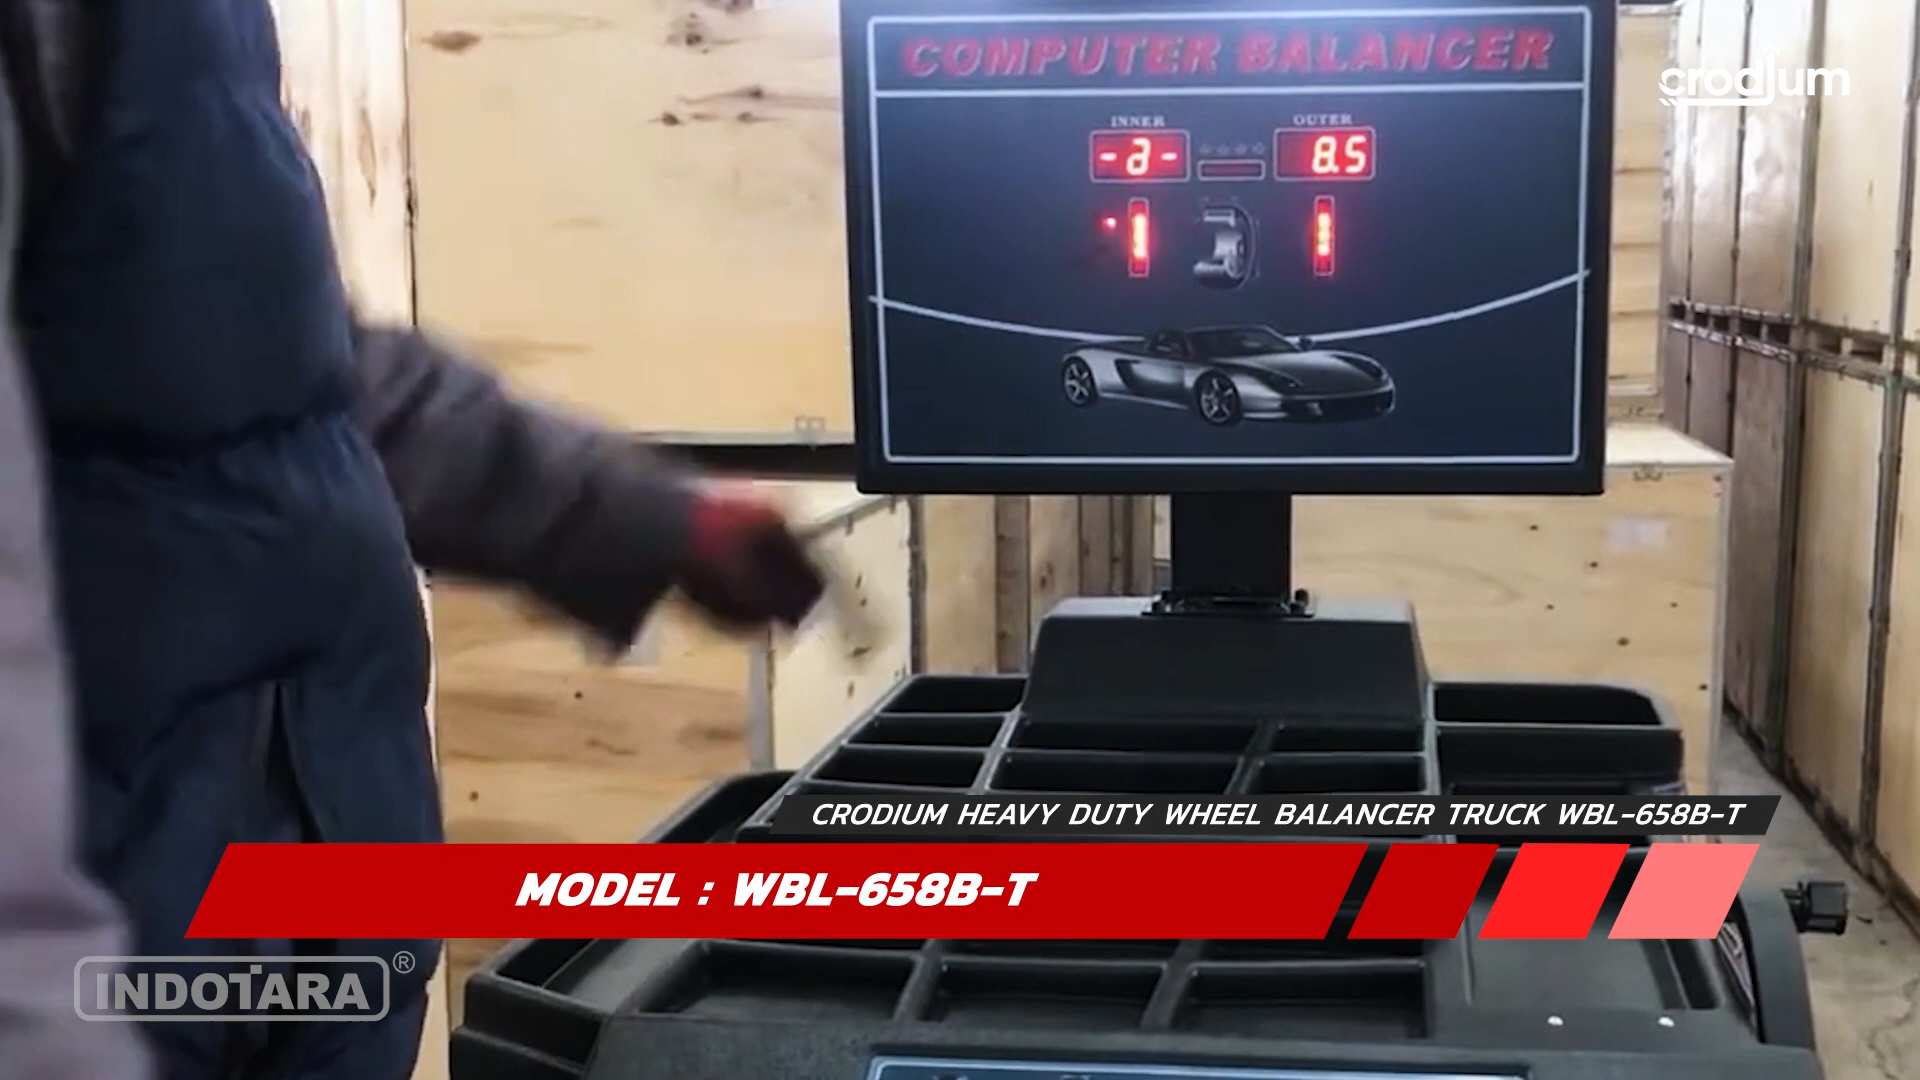 COMPUTER BALANCER
crodium
INNER
OUTER
-a-
8.5
CRODIUM HEAVY DUTY WHEEL BALANCER TRUCK WBL-658B-T
MODEL : WBL-658B-T
INDOTARA®